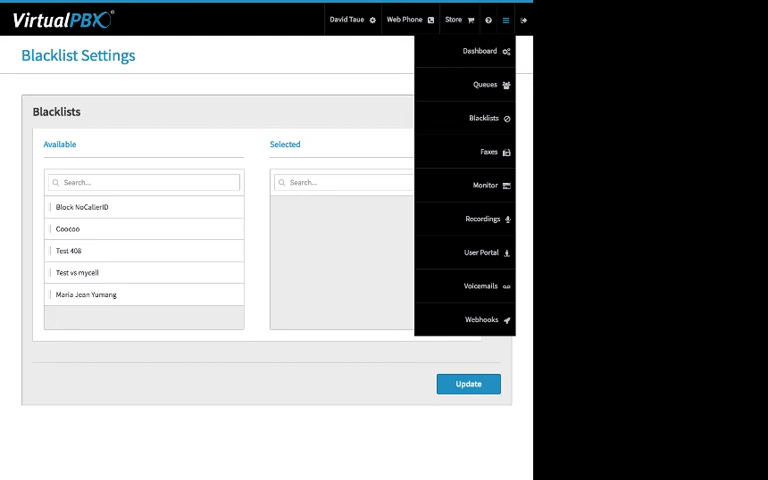 VirtualPBX®
David Taue
Web Phone
Store
Blacklist Settings
Dashboard
Queues
Blacklists
Faxes
Monitor
Recordings
User Portal
Voicemails
Webhooks
Blacklists
Available
Selected
Search...
Search...
Block NoCallerID
Coocoo
Test 408
Test vs mycell
Maria Jean Yumang
Update